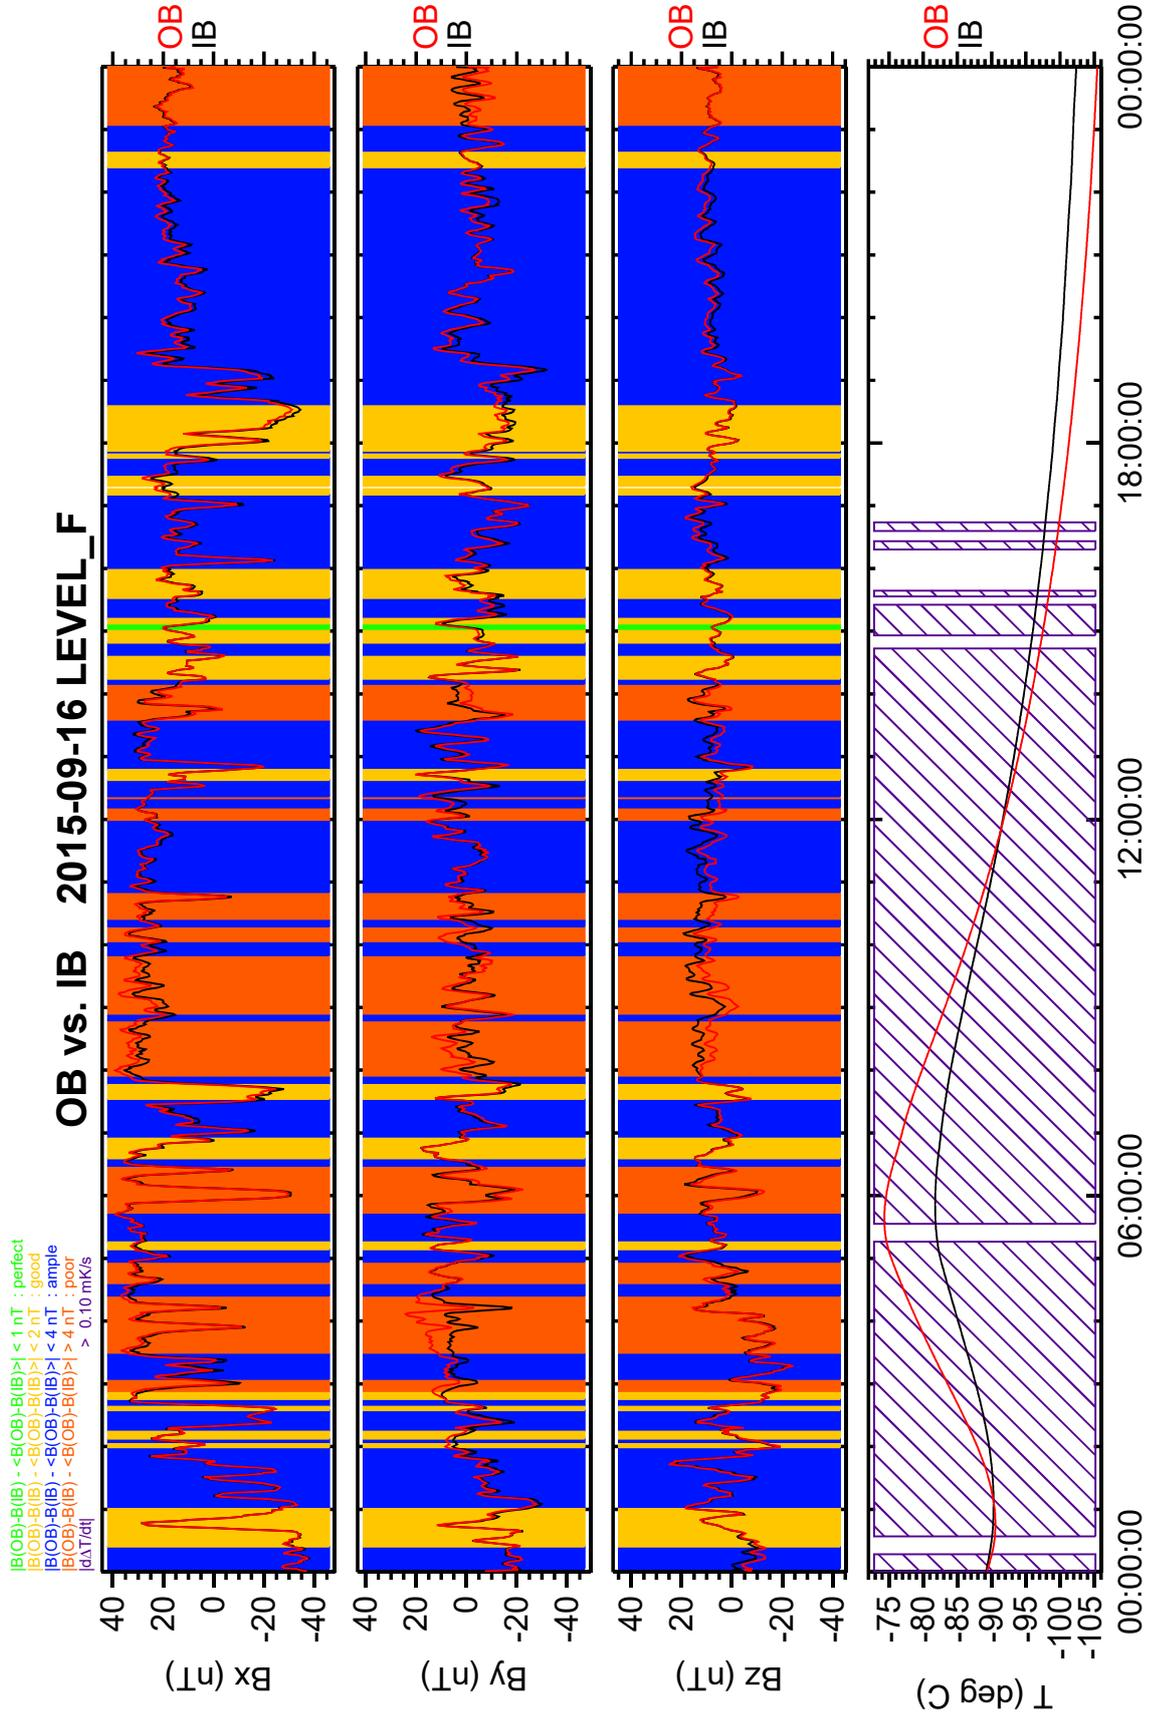 |B(OB)-B(IB) - <B(OB)-B(IB)>| < 1 nT : perfect
|B(OB)-B(IB) - <B(OB)-B(IB)>| < 2 nT : good
|B(OB)-B(IB) - <B(OB)-B(IB)>| < 4 nT : ample
|B(OB)-B(IB) - <B(OB)-B(IB)>| > 4 nT : poor
|dΔT/dt| > 0.10 mK/s
OB vs. IB 2015-09-16 LEVEL_F
Bx (nT)
40
20
0
-20
-40
OB
IB
By (nT)
40
20
0
-20
-40
OB
IB
Bz (nT)
40
20
0
-20
-40
OB
IB
T (deg C)
-75
-80
-85
-90
-95
-100
-105
OB
IB
00:00:00 06:00:00 12:00:00 18:00:00 00:00:00